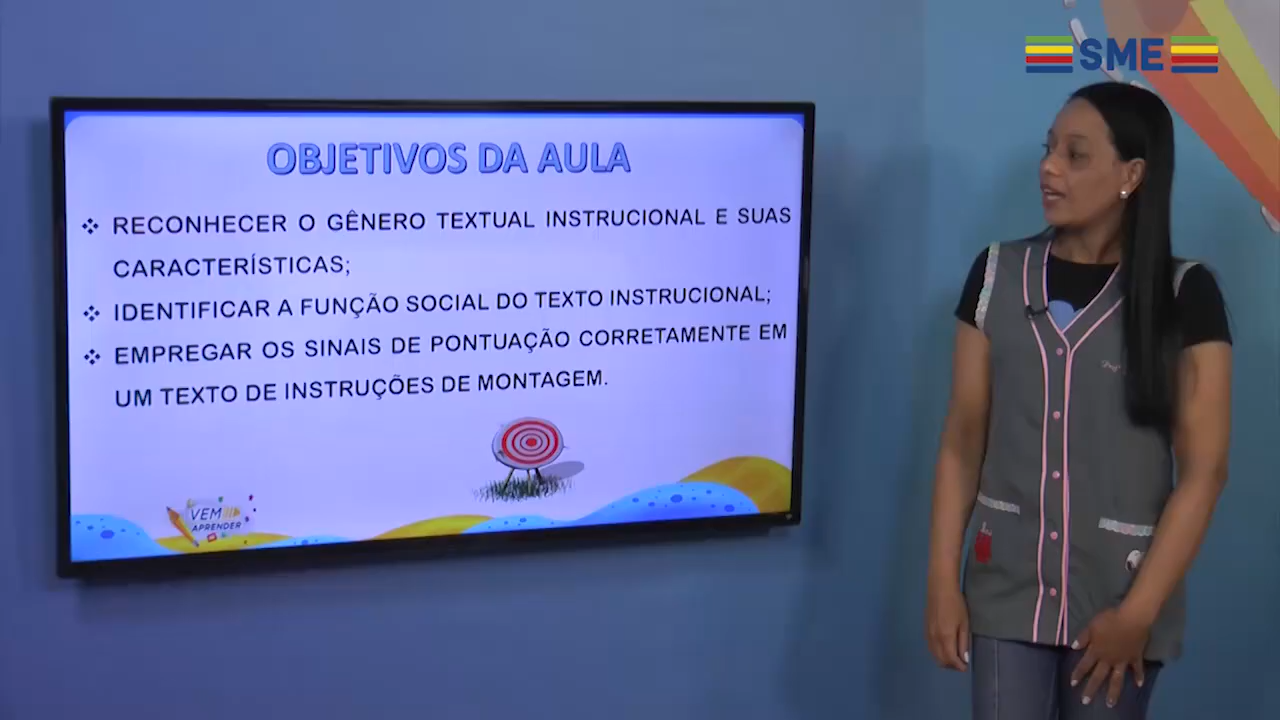 SME
OBJETIVOS DA AULA
RECONHECER O GÊNERO TEXTUAL INSTRUCIONAL E SUAS
CARACTERÍSTICAS;
IDENTIFICAR A FUNÇÃO SOCIAL DO TEXTO INSTRUCIONAL;
EMPREGAR OS SINAIS DE PONTUAÇÃO CORRETAMENTE EM
UM TEXTO DE INSTRUÇÕES DE MONTAGEM.
VEM
APRENDER